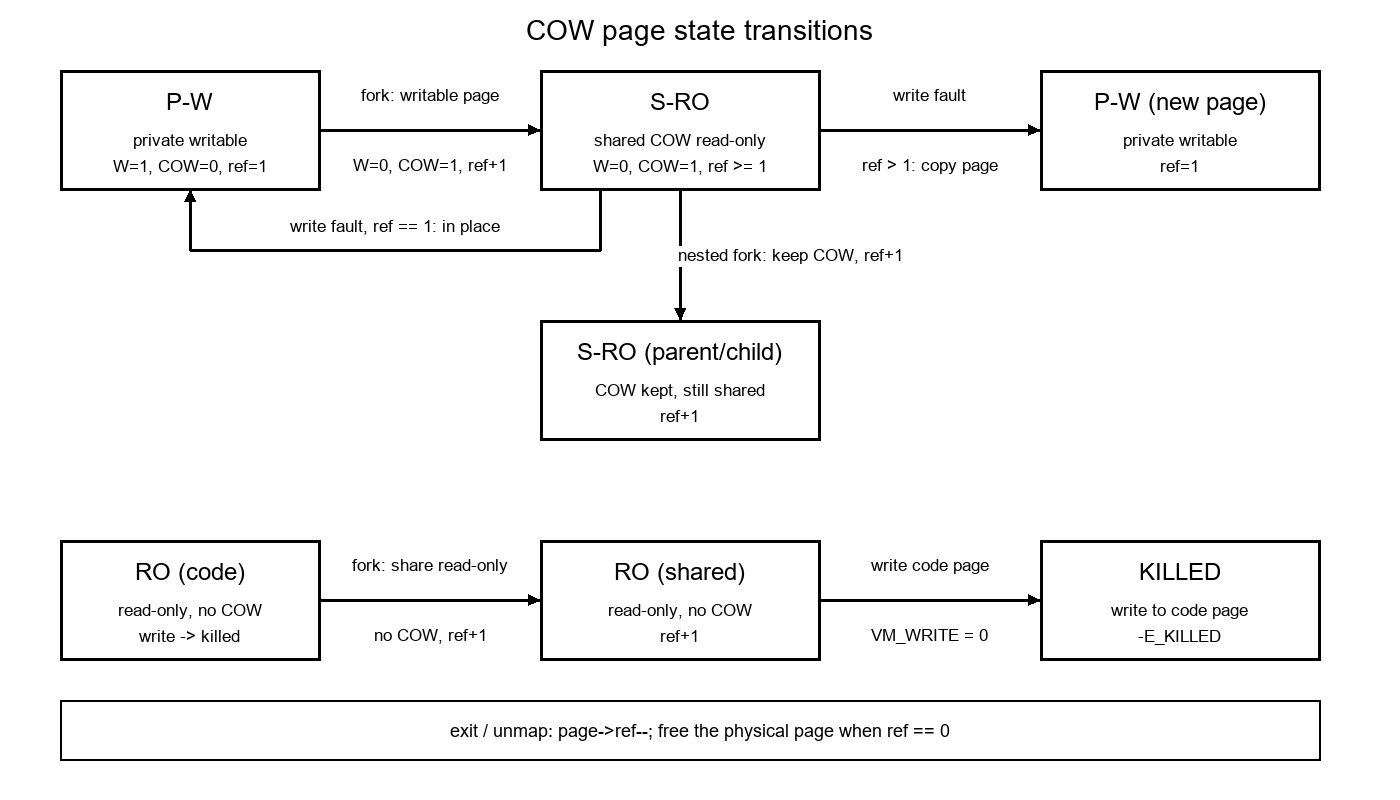 COW page state transitions
P-W
private writable
W=1, COW=0, ref=1
fork: writable page
W=0, COW=1, ref+1
S-RO
shared COW read-only
W=0, COW=1, ref >= 1
write fault
ref > 1: copy page
P-W (new page)
private writable
ref=1
write fault, ref == 1: in place
nested fork: keep COW, ref+1
S-RO (parent/child)
COW kept, still shared
ref+1
RO (code)
read-only, no COW
write -> killed
fork: share read-only
no COW, ref+1
RO (shared)
read-only, no COW
ref+1
write code page
VM_WRITE = 0
KILLED
write to code page
-E_KILLED
exit / unmap: page->ref--; free the physical page when ref == 0